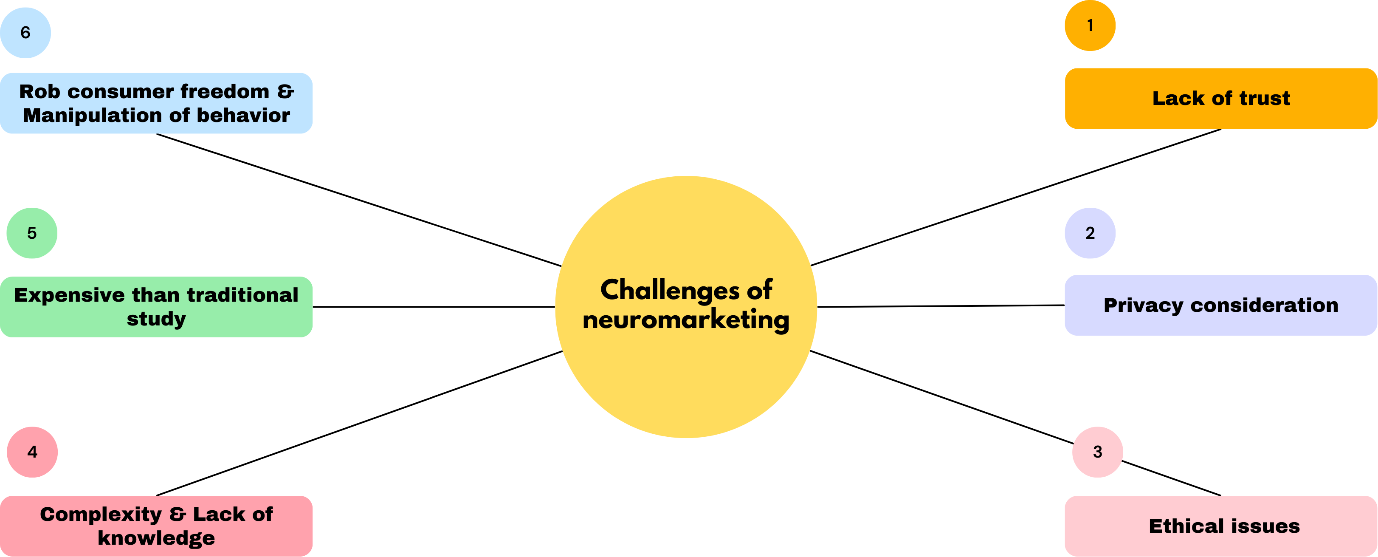 6
Rob consumer freedom &
Manipulation of behavior
1
Lack of trust
5
Expensive than traditional
study
2
Privacy consideration
Challenges of
neuromarketing
4
Complexity & Lack of
knowledge
3
Ethical issues